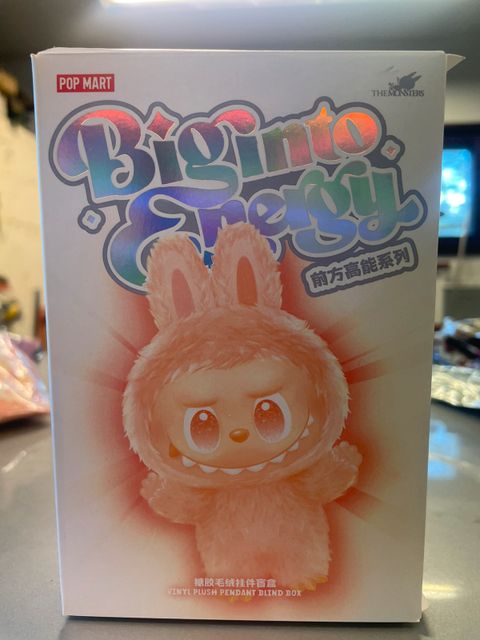 POP MART
THE MONSTERS
Big into
Energy
前方高能系列
搪胶毛绒挂件盲盒
VINYL PLUSH PENDANT BLIND BOX